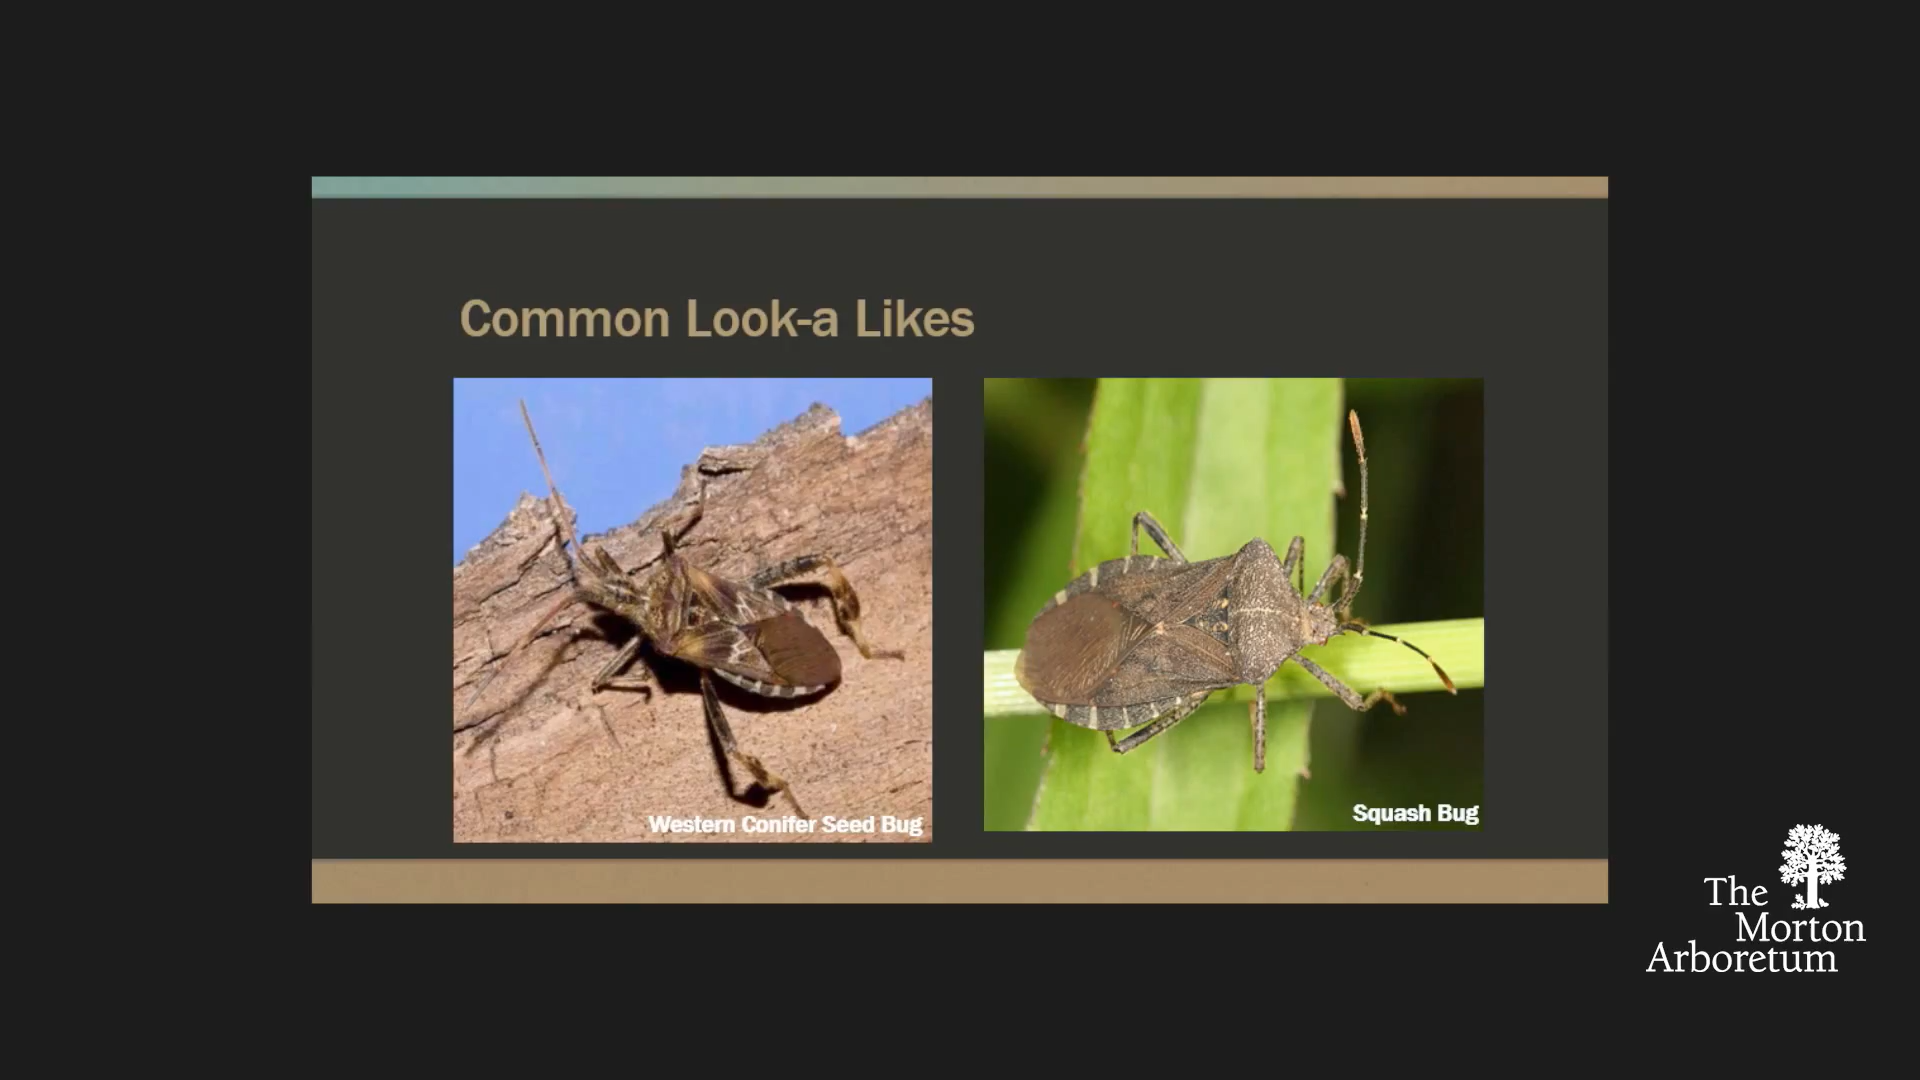 Common Look-a Likes
Western Conifer Seed Bug
Squash Bug
The
Morton
Arboretum